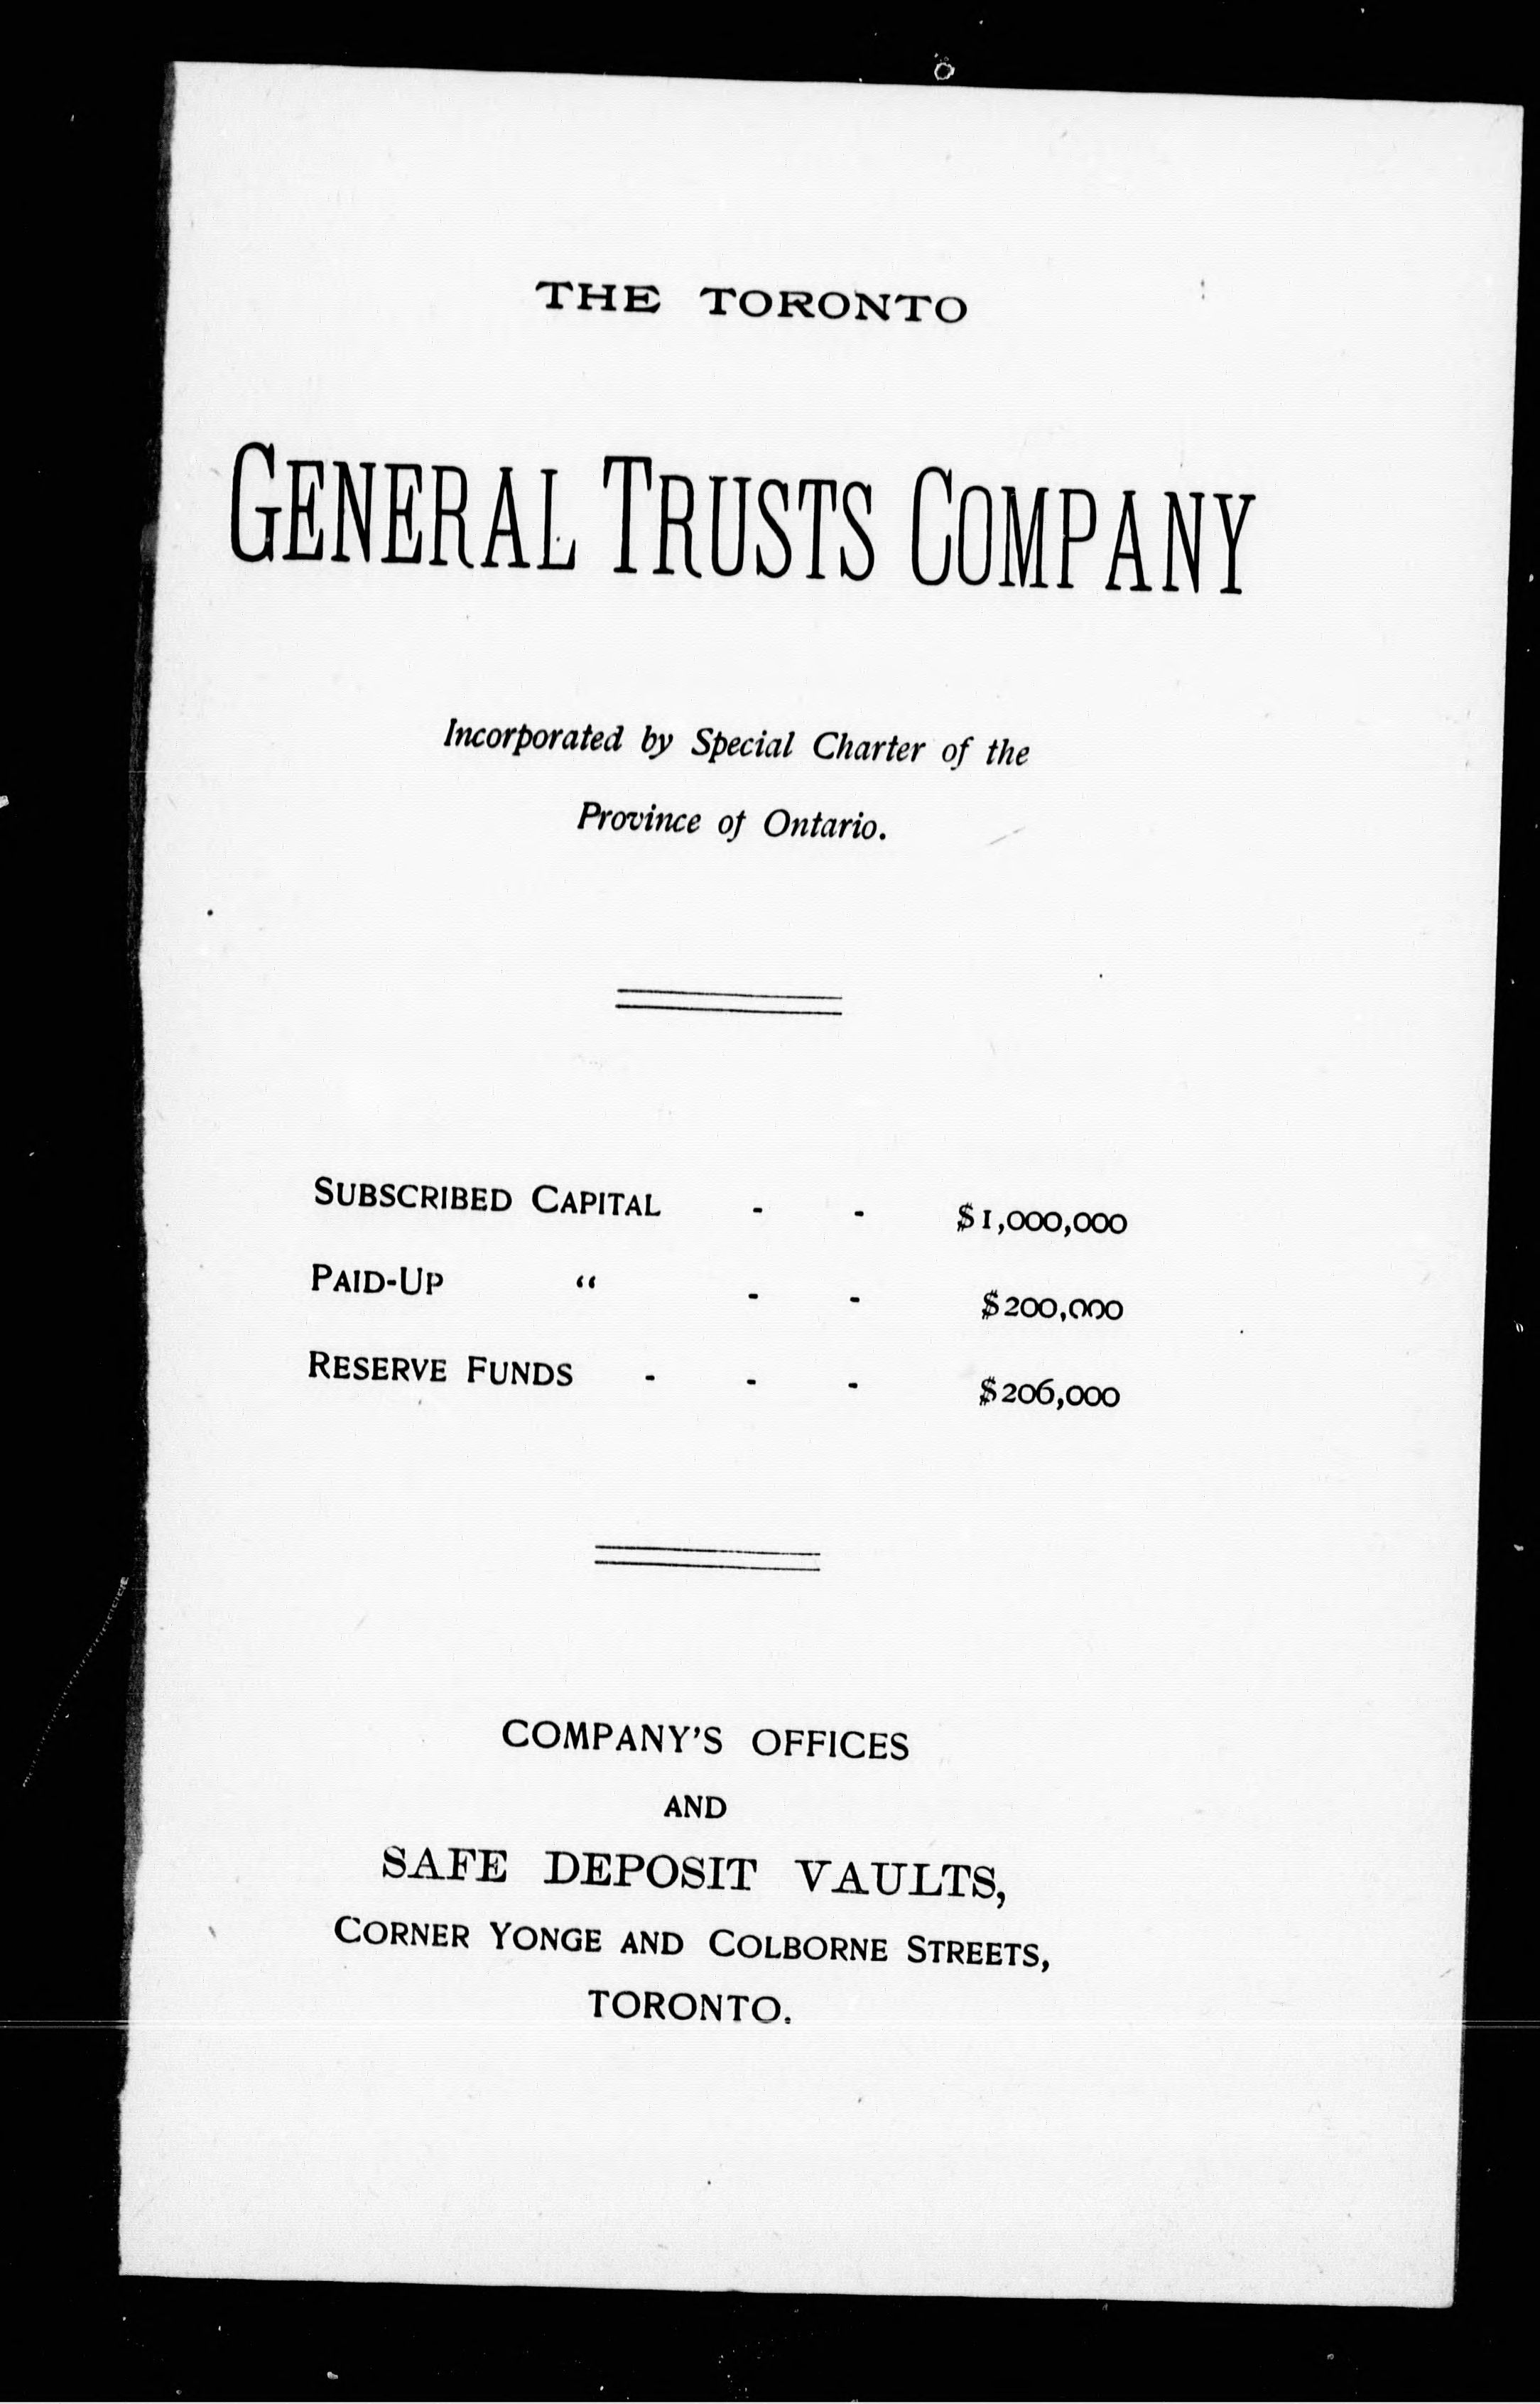 THE TORONTO
GENERAL TRUSTS COMPANY
Incorporated by Special Charter of the
Province of Ontario.
SUBSCRIBED CAPITAL - - $1,000,000
PAID-UP “ - - $200,000
RESERVE FUNDS - - - $206,000
COMPANY’S OFFICES
AND
SAFE DEPOSIT VAULTS,
CORNER YONGE AND COLBORNE STREETS,
TORONTO.